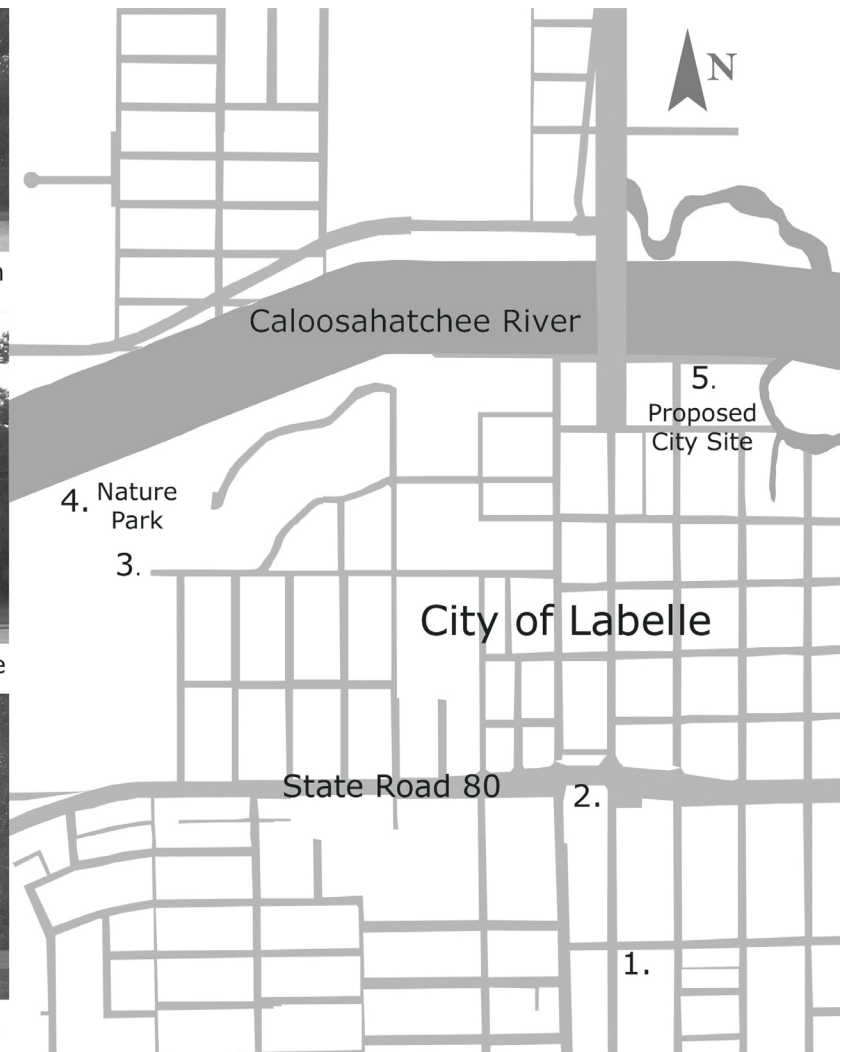 N
Caloosahatchee River
5.
Proposed
City Site
4. Nature
Park
3.
City of Labelle
State Road 80
2.
1.
n
e